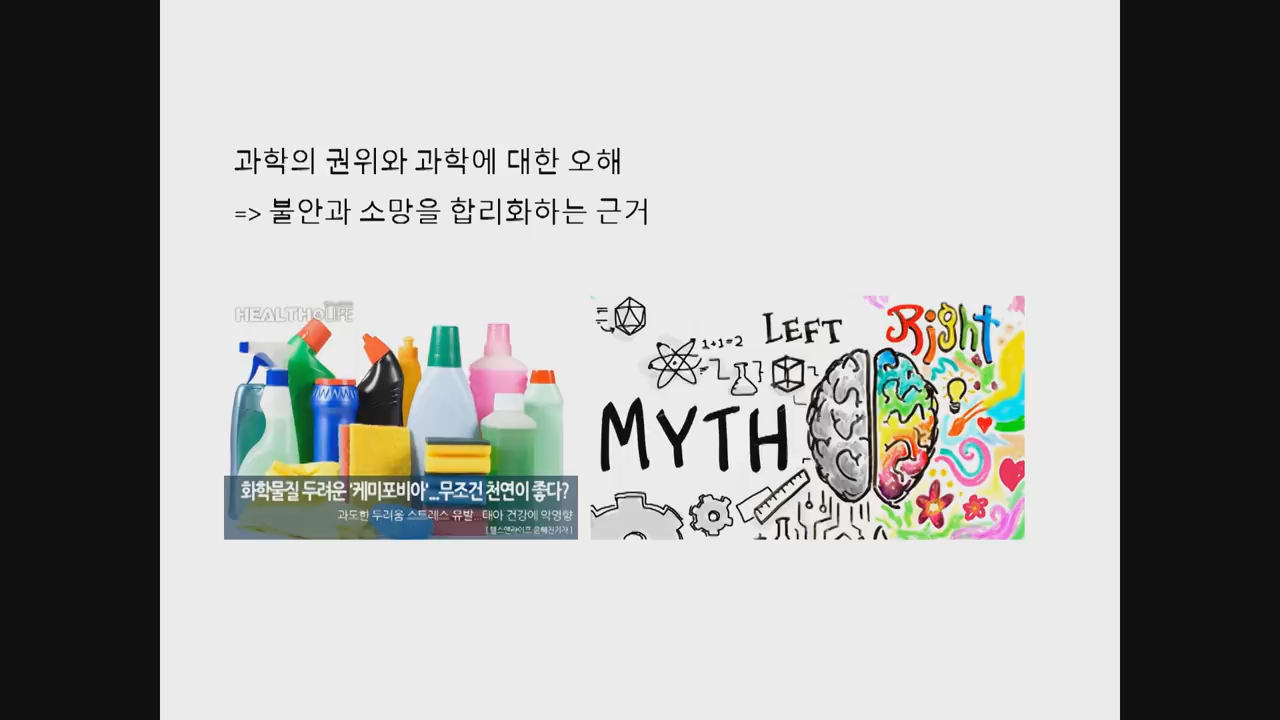 과학의 권위와 과학에 대한 오해
=> 불안과 소망을 합리화하는 근거
HEALTH LIFE
화학물질 두려운 '케미포비아'...무조건 천연이 좋다?
과도한 두려움 스트레스 유발...태아 건강에 악영향
LEFT
Right
1+1=2
MYTH